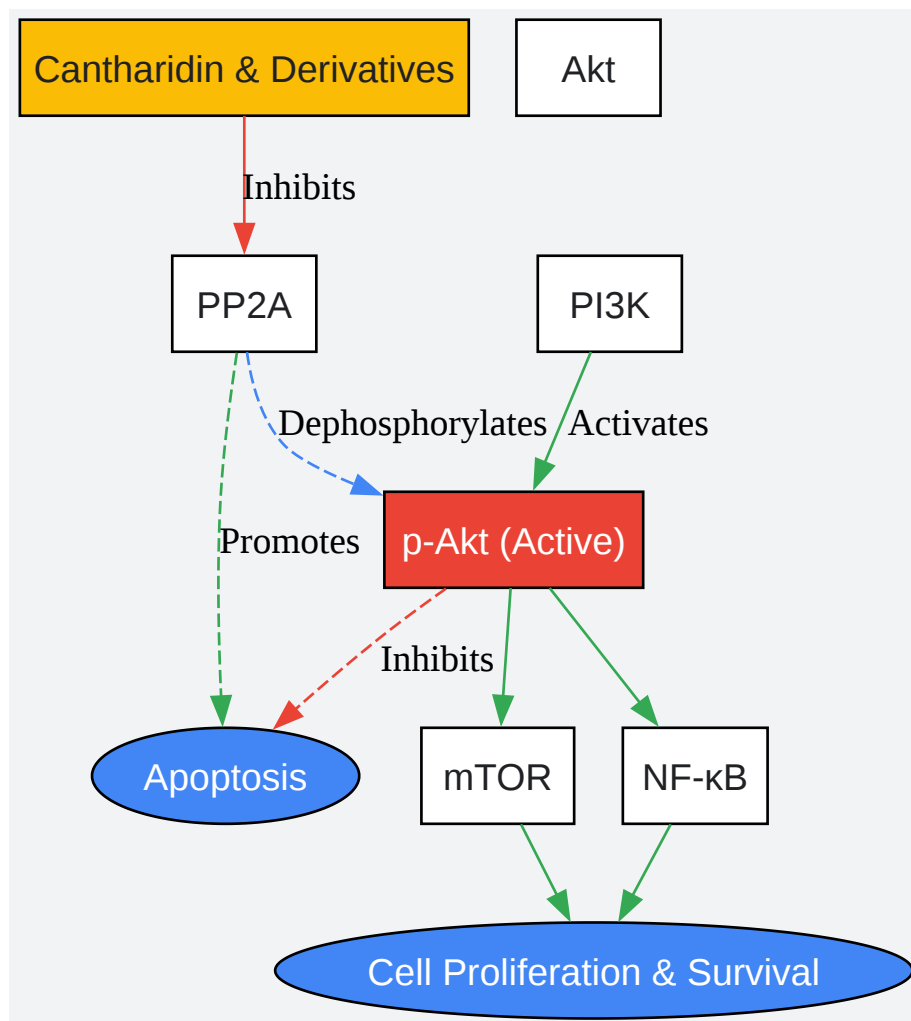 Cantharidin & Derivatives
Akt
Inhibits
PP2A
PI3K
Dephosphorylates
Activates
Promotes
p-Akt (Active)
Inhibits
Apoptosis
mTOR
NF-κB
Cell Proliferation & Survival